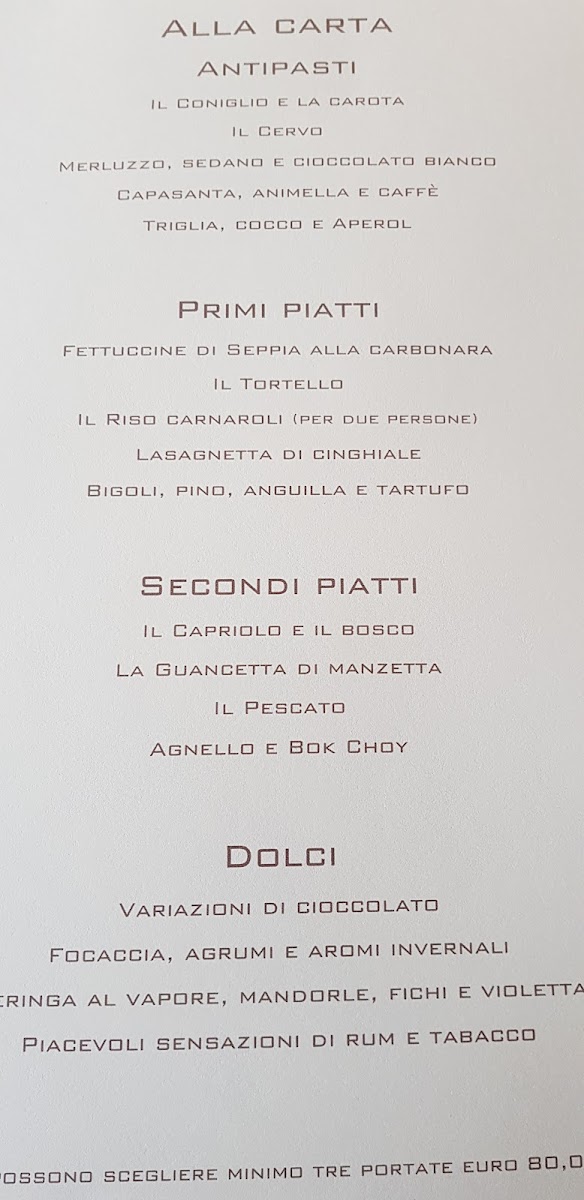 Alla carta
Antipasti
Il Coniglio e la carota
Il Cervo
Merluzzo, sedano e cioccolato bianco
Capasanta, animella e caffè
Triglia, cocco e Aperol
Primi piatti
Fettuccine di Seppia alla carbonara
Il Tortello
Il Riso carnaroli (per due persone)
Lasagnetta di cinghiale
Bigoli, pino, anguilla e tartufo
Secondi piatti
Il Capriolo e il bosco
La Guancetta di manzetta
Il Pescato
Agnello e Bok Choy
Dolci
Variazioni di cioccolato
Focaccia, agrumi e aromi invernali
eringa al vapore, mandorle, fichi e violetta
Piacevoli sensazioni di rum e tabacco
possono scegliere minimo tre portate euro 80,0